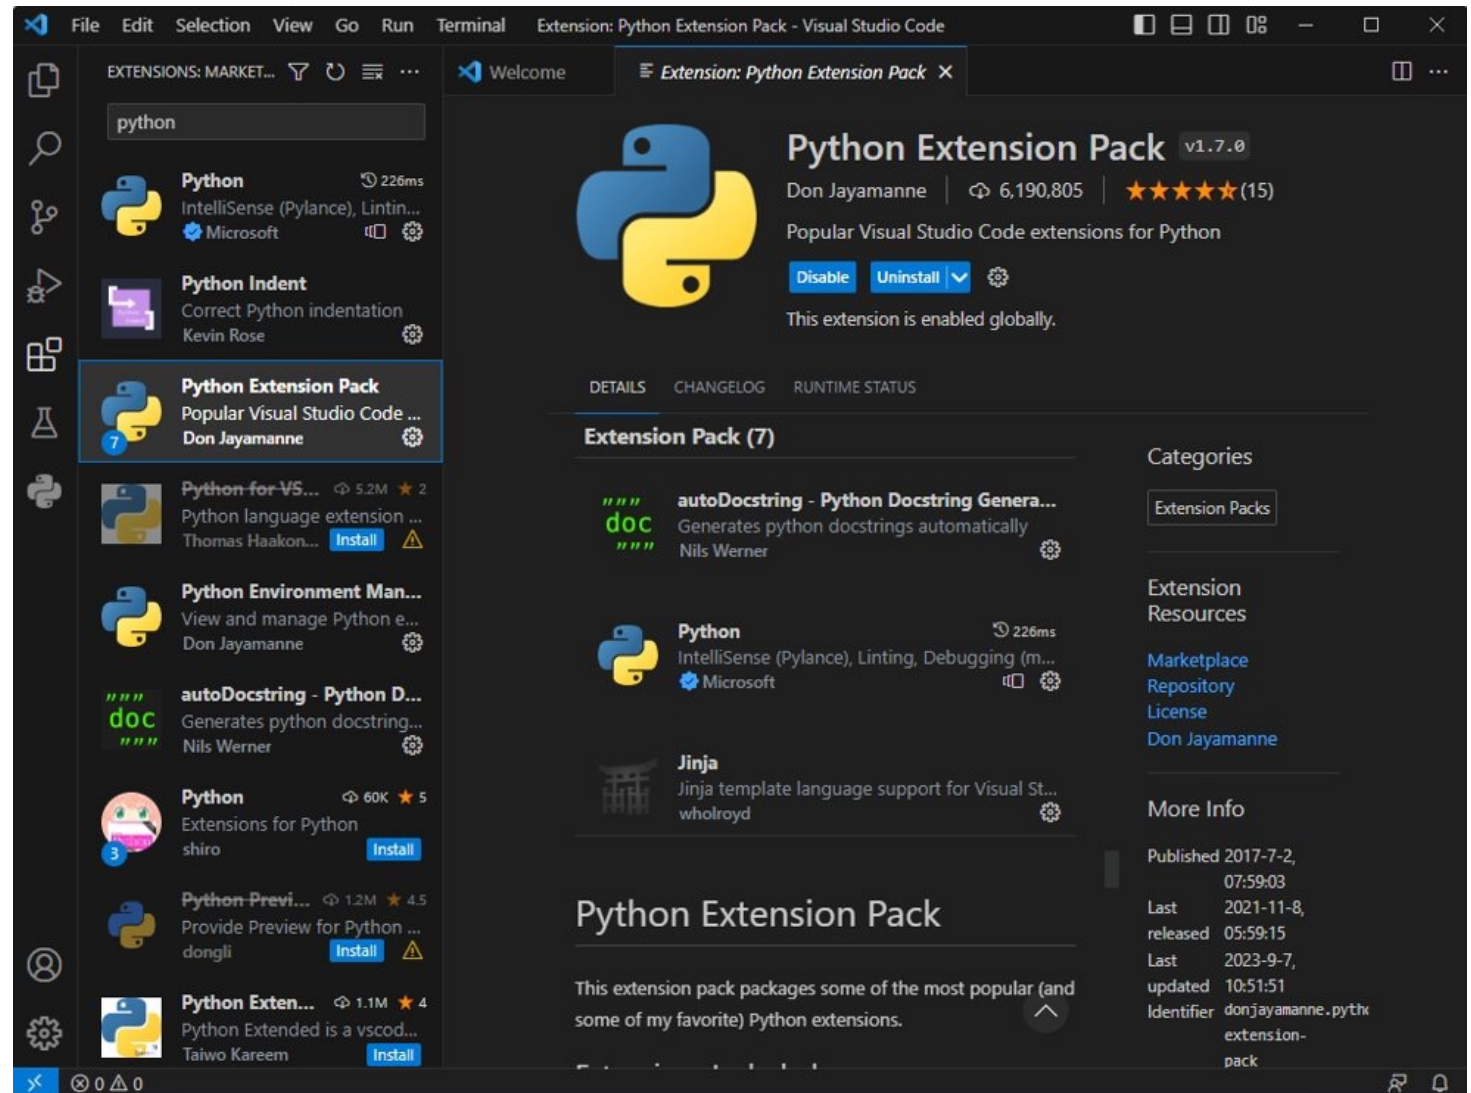 File Edit Selection View Go Run Terminal Extension: Python Extension Pack - Visual Studio Code
EXTENSIONS: MARKET...
python
Python 226ms
IntelliSense (Pylance), Lintin...
Microsoft
Python Indent
Correct Python indentation
Kevin Rose
Python Extension Pack
Popular Visual Studio Code ...
Don Jayamanne
7
Python for VS... 5.2M ★ 2
Python language extension ...
Thomas Haakon... Install
Python Environment Man...
View and manage Python e...
Don Jayamanne
"""
doc
"""
autoDocstring - Python D...
Generates python docstring...
Nils Werner
Python 60K ★ 5
Extensions for Python
shiro Install
3
Python Previ... 1.2M ★ 4.5
Provide Preview for Python ...
dongli Install
Python Exten... 1.1M ★ 4
Python Extended is a vscod...
Taiwo Kareem Install
Welcome Extension: Python Extension Pack
Python Extension Pack v1.7.0
Don Jayamanne 6,190,805 (15)
Popular Visual Studio Code extensions for Python
Disable Uninstall
This extension is enabled globally.
DETAILS CHANGELOG RUNTIME STATUS
Extension Pack (7)
"""
doc
"""
autoDocstring - Python Docstring Genera...
Generates python docstrings automatically
Nils Werner
Python 226ms
IntelliSense (Pylance), Linting, Debugging (m...
Microsoft
Jinja
Jinja template language support for Visual St...
wholroyd
Python Extension Pack
This extension pack packages some of the most popular (and
some of my favorite) Python extensions.
Categories
Extension Packs
Extension
Resources
Marketplace
Repository
License
Don Jayamanne
More Info
Published 2017-7-2,
07:59:03
Last 2021-11-8,
released 05:59:15
Last 2023-9-7,
updated 10:51:51
Identifier donjayamanne.pytho
extension-
pack
0 0